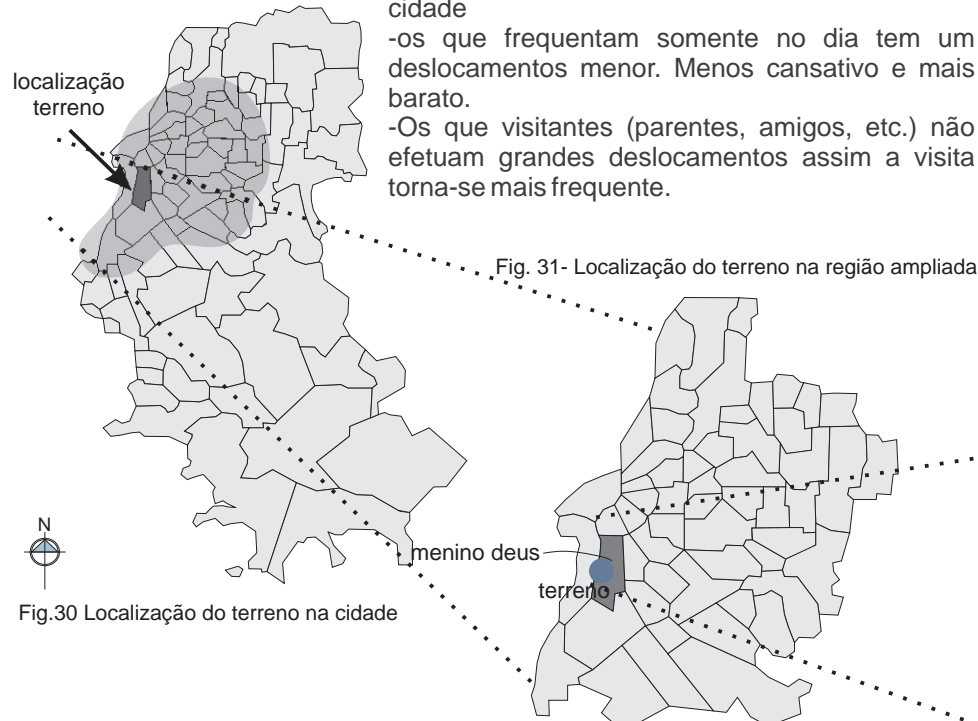 cidade
-os que frequentam somente no dia tem um
deslocamentos menor. Menos cansativo e mais
barato.
-Os que visitantes (parentes, amigos, etc.) não
efetuam grandes deslocamentos assim a visita
torna-se mais frequente.
localização
terreno
Fig. 31- Localização do terreno na região ampliada
N
menino deus
terreno
Fig.30 Localização do terreno na cidade